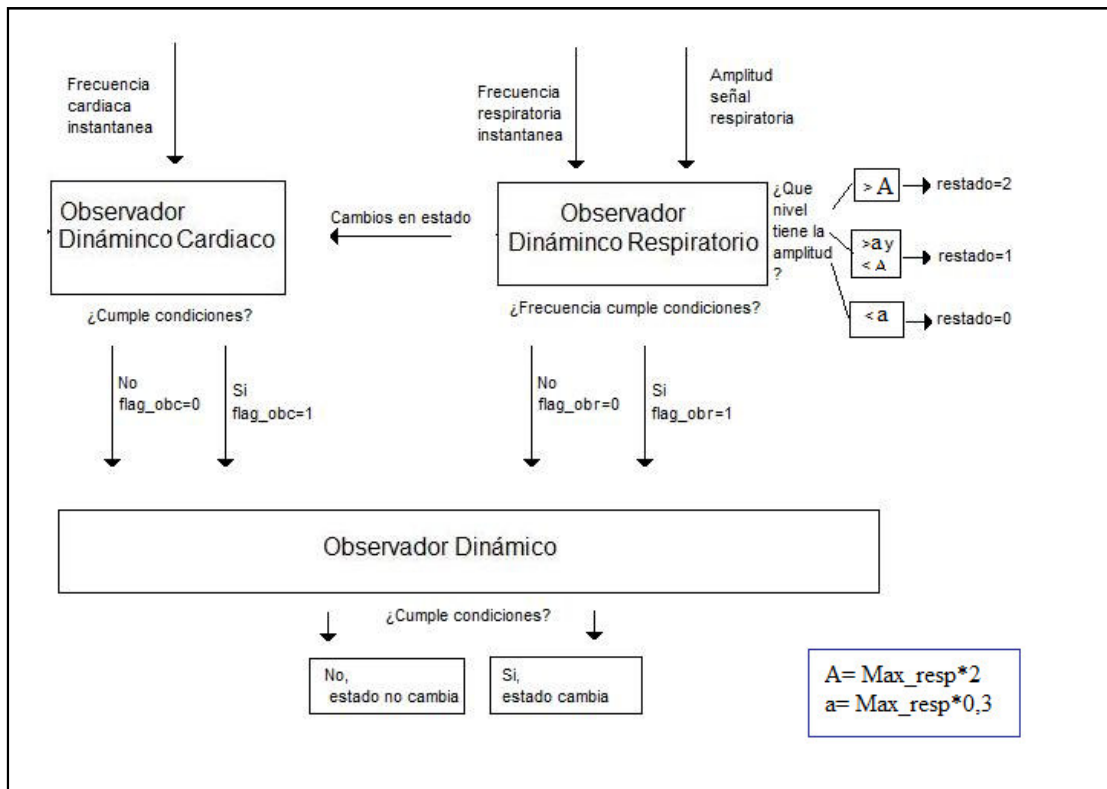 Frecuencia
cardiaca
instantanea
Frecuencia
respiratoria
instantanea
Amplitud
señal
respiratoria
Observador
Dináminco Cardiaco
Cambios en estado
Observador
Dináminco Respiratorio
¿Que
nivel
tiene la
amplitud
?
> A
restado=2
>a y
< A
restado=1
< a
restado=0
¿Cumple condiciones?
¿Frecuencia cumple condiciones?
No
flag_obc=0
Si
flag_obc=1
No
flag_obr=0
Si
flag_obr=1
Observador Dinámico
¿Cumple condiciones?
No,
estado no cambia
Si,
estado cambia
A= Max_resp*2
a= Max_resp*0,3